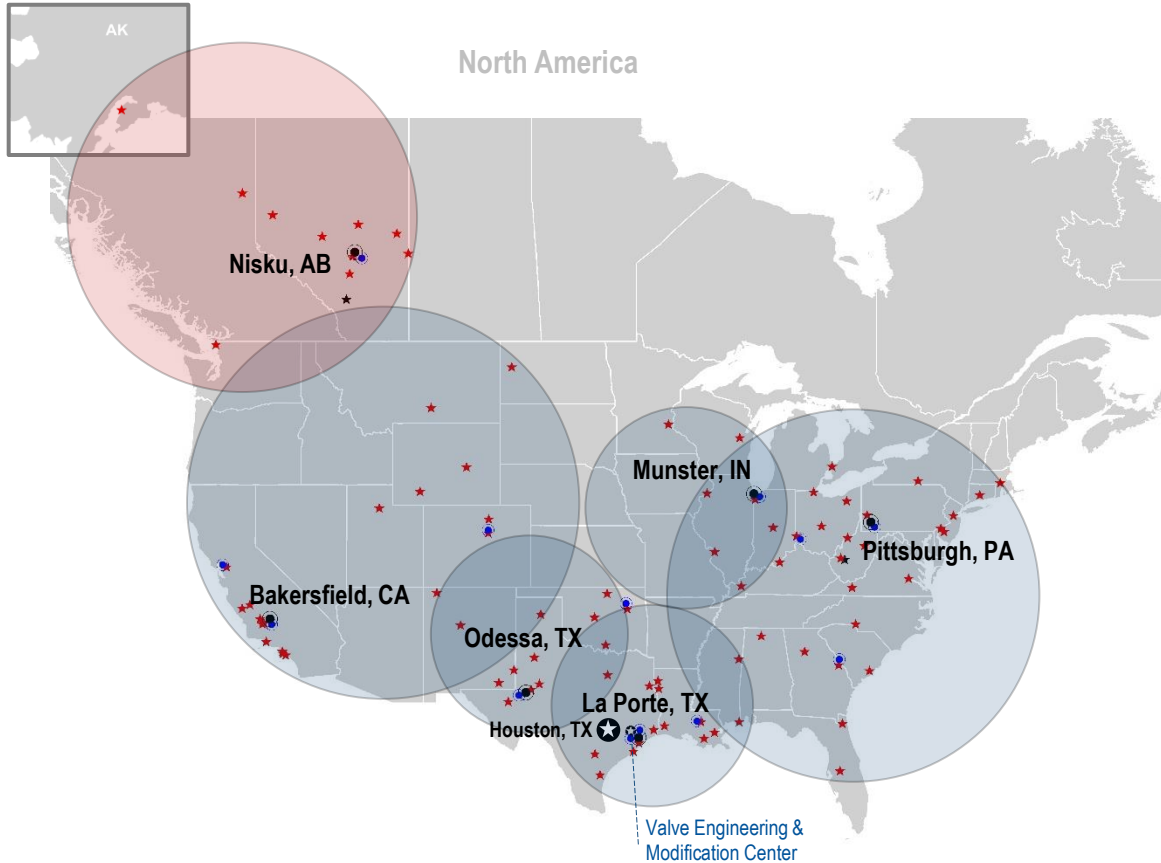 AK
North America
Nisku, AB
Munster, IN
Pittsburgh, PA
Bakersfield, CA
Odessa, TX
La Porte, TX
Houston, TX
Valve Engineering &
Modification Center